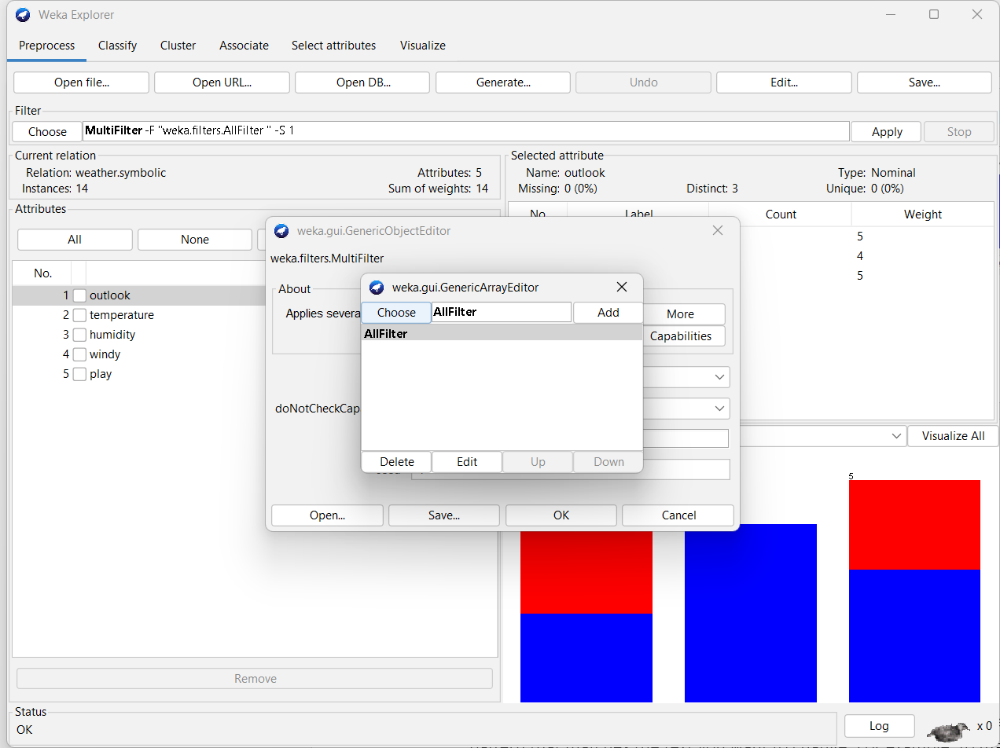 Weka Explorer
Preprocess Classify Cluster Associate Select attributes Visualize
Open file... Open URL... Open DB... Generate... Undo Edit... Save...
Filter
Choose MultiFilter -F "weka.filters.AllFilter " -S 1 Apply Stop
Current relation
Relation: weather.symbolic Attributes: 5
Instances: 14 Sum of weights: 14
Selected attribute
Name: outlook Type: Nominal
Missing: 0 (0%) Distinct: 3 Unique: 0 (0%)
No. Label Count Weight
5
4
5
Attributes
All None
No.
1 outlook
2 temperature
3 humidity
4 windy
5 play
Remove
weka.gui.GenericObjectEditor
weka.filters.MultiFilter
About
Applies severa
More
Capabilities
doNotCheckCap
Open... Save... OK Cancel
weka.gui.GenericArrayEditor
Choose AllFilter Add
AllFilter
Delete Edit Up Down
Visualize All
5
Status
OK
Log x 0